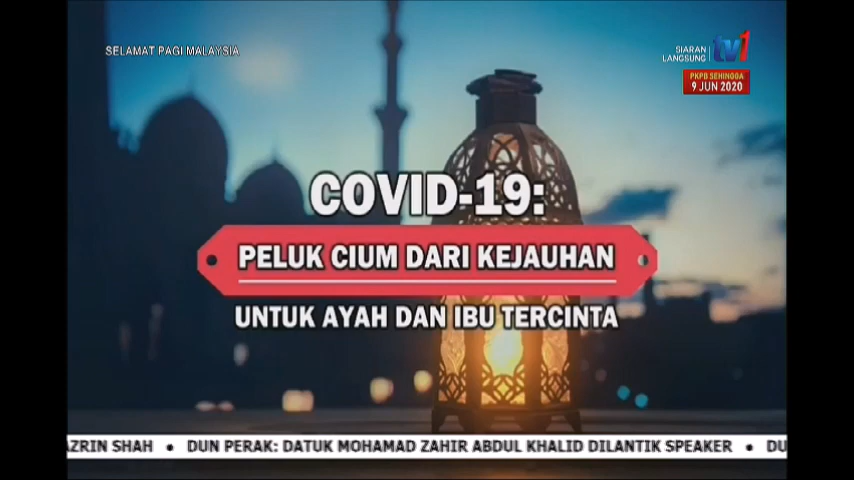 SELAMAT PAGI MALAYSIA
SIARAN
LANGSUNG
tv1
PKPB SEHINGGA
9 JUN 2020
COVID-19:
PELUK CIUM DARI KEJAUHAN
UNTUK AYAH DAN IBU TERCINTA
AZRIN SHAH • DUN PERAK: DATUK MOHAMAD ZAHIR ABDUL KHALID DILANTIK SPEAKER • DU